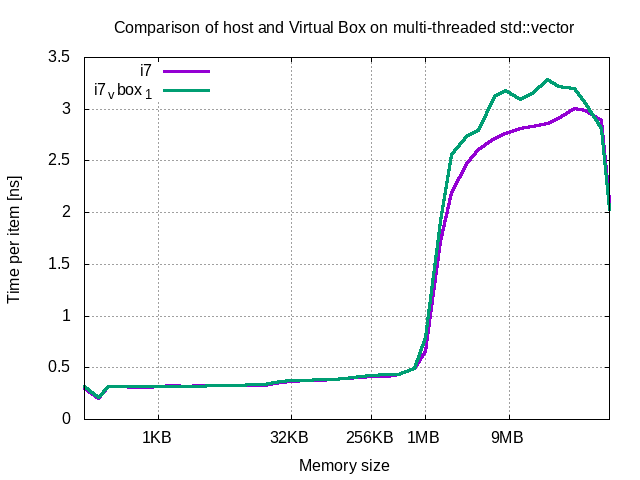 Comparison of host and Virtual Box on multi-threaded std::vector
i7
i7vbox1
Time per item [ns]
3.5
3
2.5
2
1.5
1
0.5
0
1KB 32KB 256KB 1MB 9MB
Memory size